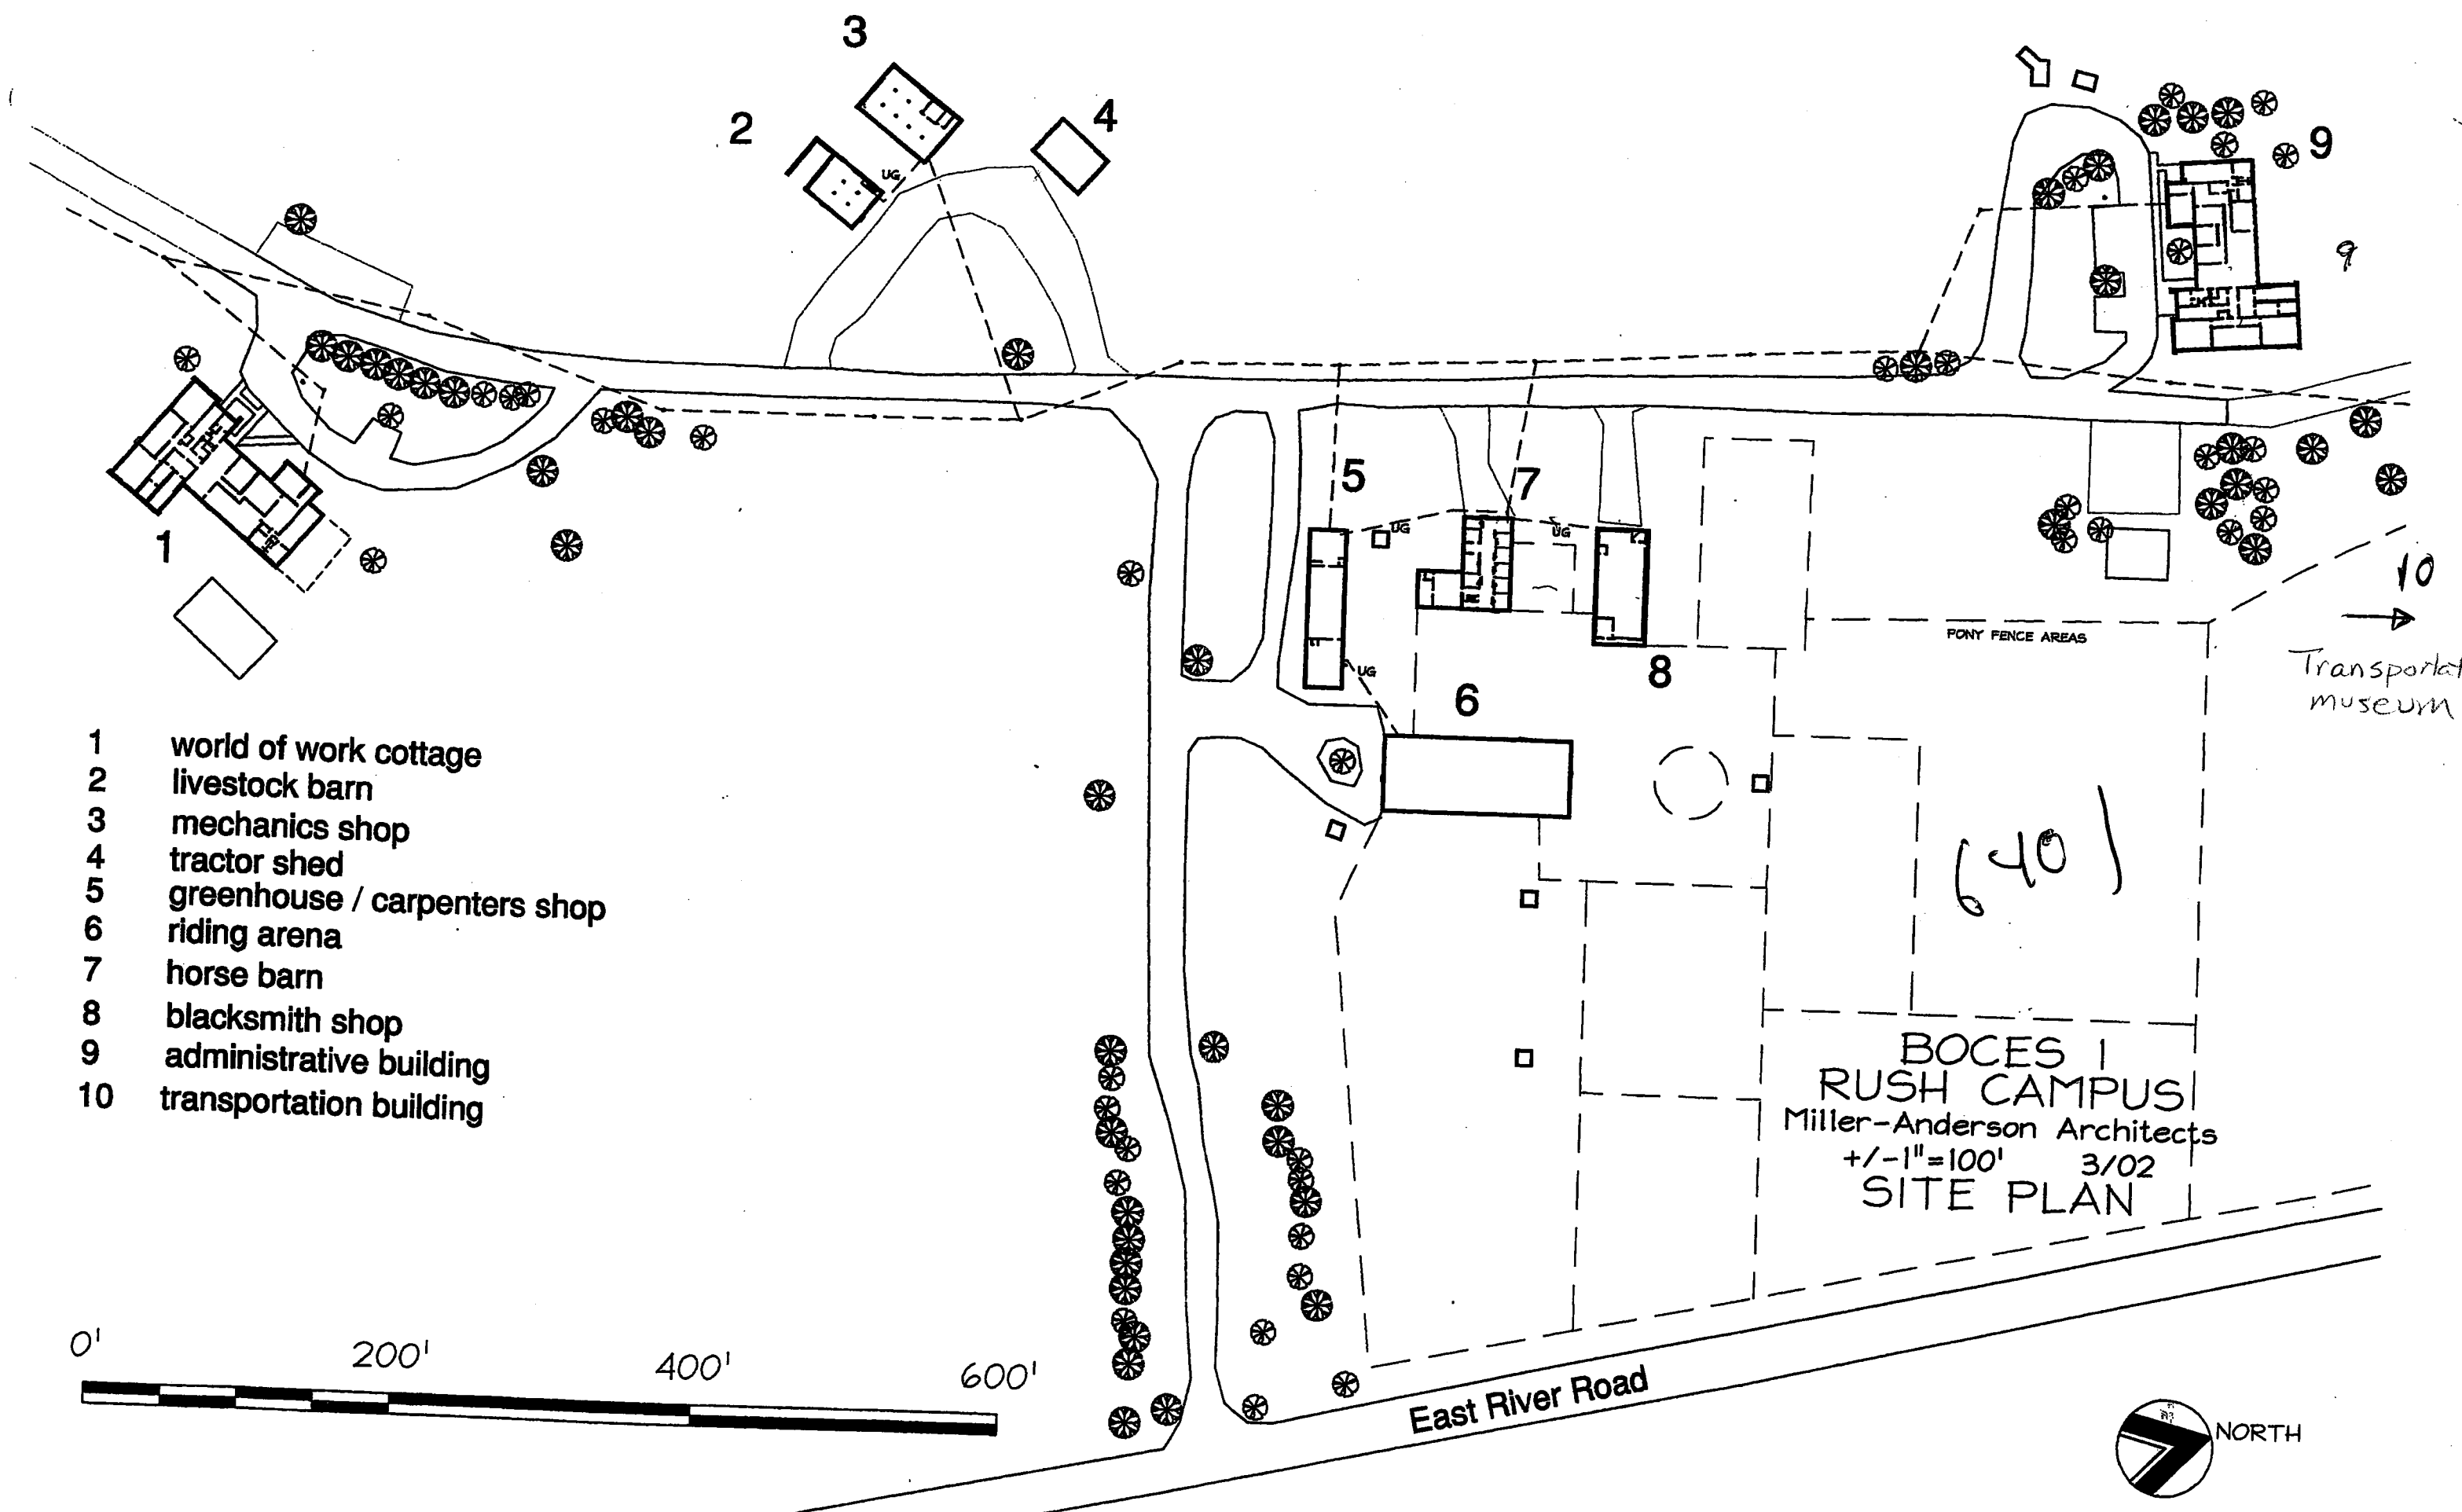 3
2
4
9
UG
9
5
7
UG
UG
1
10
PONY FENCE AREAS
Transportat
museum
8
UG
6
1 world of work cottage
2 livestock barn
3 mechanics shop
4 tractor shed
5 greenhouse / carpenters shop
6 riding arena
7 horse barn
8 blacksmith shop
9 administrative building
10 transportation building
BOCES 1
RUSH CAMPUS
Miller-Anderson Architects
+/-1"=100' 3/02
SITE PLAN
0' 200' 400' 600'
East River Road
NORTH